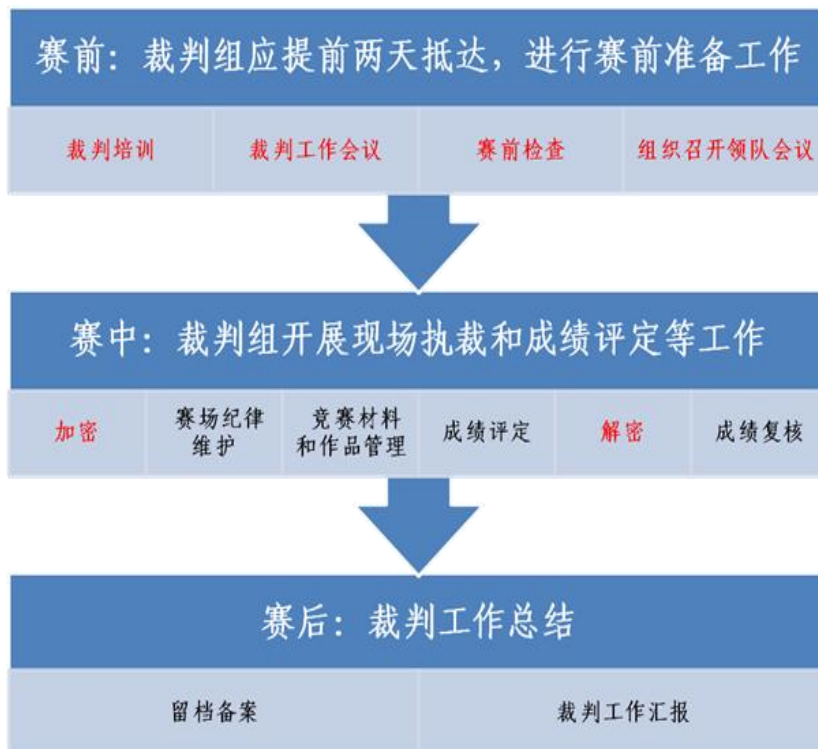 赛前：裁判组应提前两天抵达，进行赛前准备工作
裁判培训
裁判工作会议
赛前检查
组织召开领队会议
赛中：裁判组开展现场执裁和成绩评定等工作
加密
赛场纪律
维护
竞赛材料
和作品管理
成绩评定
解密
成绩复核
赛后：裁判工作总结
留档备案
裁判工作汇报